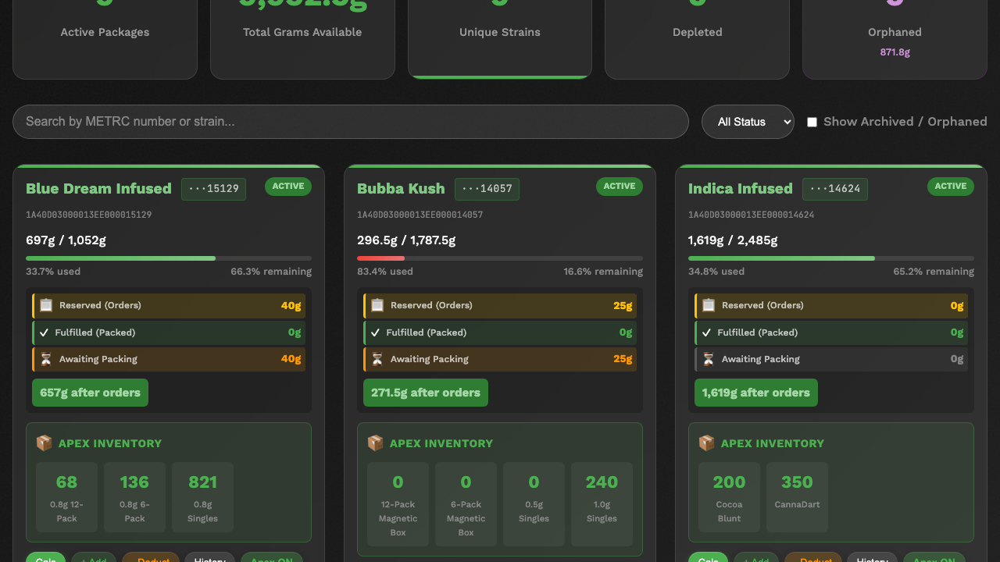 Active Packages
Total Grams Available
Unique Strains
Depleted
Orphaned
871.8g
Search by METRC number or strain...
All Status
Show Archived / Orphaned
Blue Dream Infused
···15129
ACTIVE
1A40D03000013EE000015129
697g / 1,052g
33.7% used
66.3% remaining
Reserved (Orders)
40g
✓ Fulfilled (Packed)
0g
Awaiting Packing
40g
657g after orders
APEX INVENTORY
68
0.8g 12-
Pack
136
0.8g 6-
Pack
821
0.8g
Singles
Calc
+ Add
- Deduct
History
Apex ON
Bubba Kush
···14057
ACTIVE
1A40D03000013EE000014057
296.5g / 1,787.5g
83.4% used
16.6% remaining
Reserved (Orders)
25g
✓ Fulfilled (Packed)
0g
Awaiting Packing
25g
271.5g after orders
APEX INVENTORY
0
12-Pack
Magnetic
Box
0
6-Pack
Magnetic
Box
0
0.5g
Singles
240
1.0g
Singles
Indica Infused
···14624
ACTIVE
1A40D03000013EE000014624
1,619g / 2,485g
34.8% used
65.2% remaining
Reserved (Orders)
0g
✓ Fulfilled (Packed)
0g
Awaiting Packing
0g
1,619g after orders
APEX INVENTORY
200
Cocoa
Blunt
350
CannaDart
Calc
+ Add
- Deduct
History
Apex ON